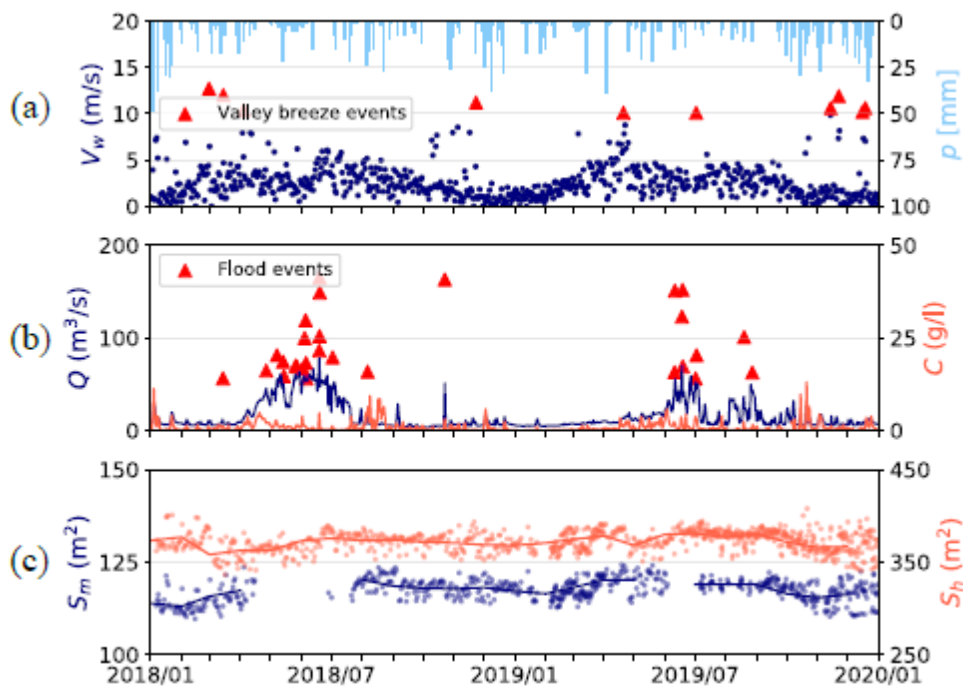 (a)
V_w (m/s)
20
15
10
5
0
Valley breeze events
0
25
50
75
100
p [mm]
(b)
Q (m³/s)
200
100
0
Flood events
50
25
0
C (g/l)
(c)
S_m (m²)
150
125
100
450
350
250
S_b (m²)
2018/01 2018/07 2019/01 2019/07 2020/01